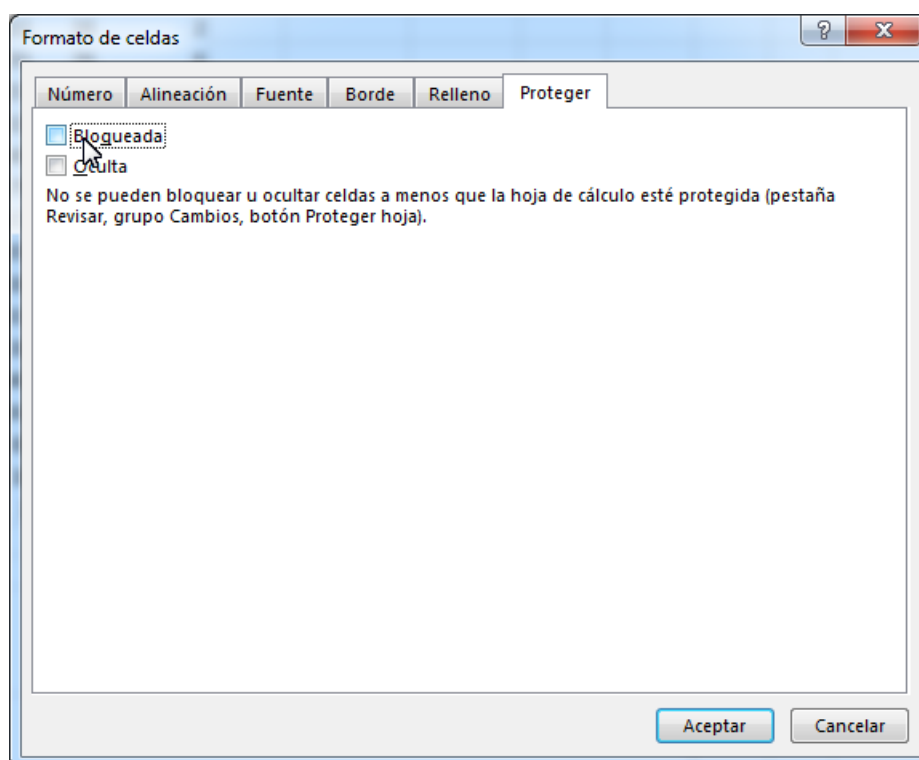 Formato de celdas
Número Alineación Fuente Borde Relleno Proteger
Bloqueada
Oculta
No se pueden bloquear u ocultar celdas a menos que la hoja de cálculo esté protegida (pestaña
Revisar, grupo Cambios, botón Proteger hoja).
Aceptar Cancelar